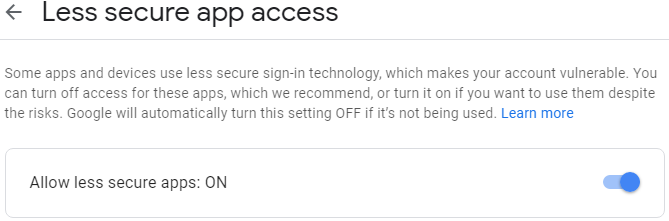 Less secure app access
Some apps and devices use less secure sign-in technology, which makes your account vulnerable. You
can turn off access for these apps, which we recommend, or turn it on if you want to use them despite
the risks. Google will automatically turn this setting OFF if it's not being used. Learn more
Allow less secure apps: ON